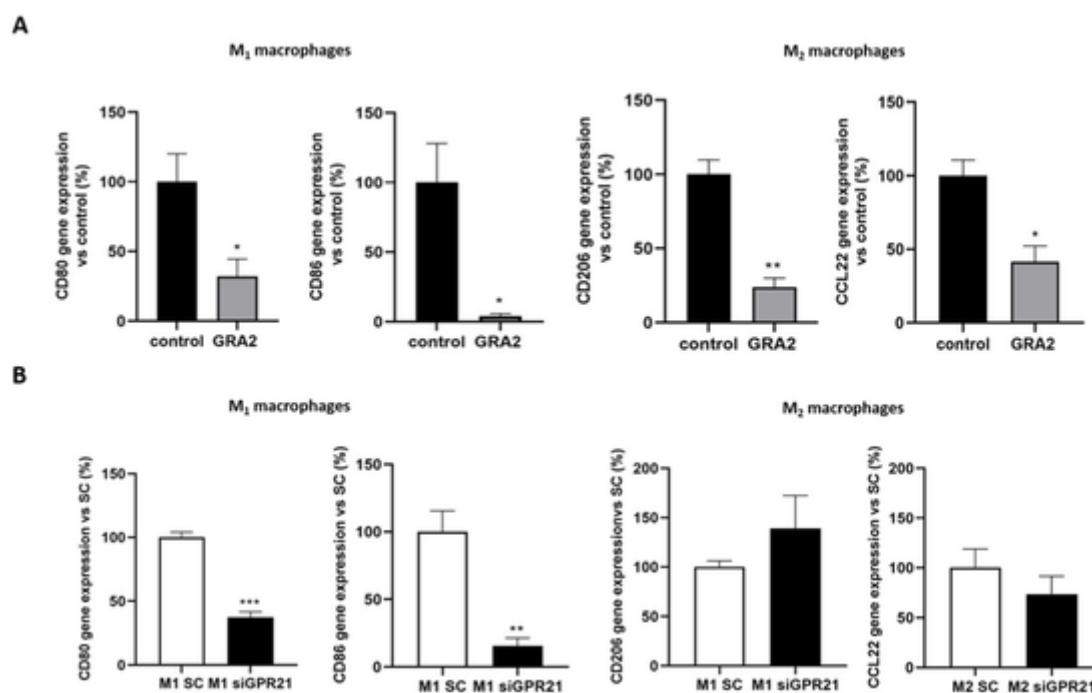 A
M1 macrophages
M2 macrophages
CD80 gene expression
vs control (%)
150
100
50
0
control GRA2
*
CD86 gene expression
vs control (%)
150
100
50
0
control GRA2
*
CD206 gene expression
vs control (%)
150
100
50
0
control GRA2
**
CCL22 gene expression
vs control (%)
150
100
50
0
control GRA2
*
B
M1 macrophages
M2 macrophages
CD80 gene expression vs SC (%)
150
100
50
0
M1 SC M1 siGPR21
***
CD86 gene expression vs SC (%)
150
100
50
0
M1 SC M1 siGPR21
**
CD206 gene expressionvs SC (%)
200
150
100
50
0
M1 SC M1 siGPR21
CCL22 gene expression vs SC (%)
200
150
100
50
0
M2 SC M2 siGPR21